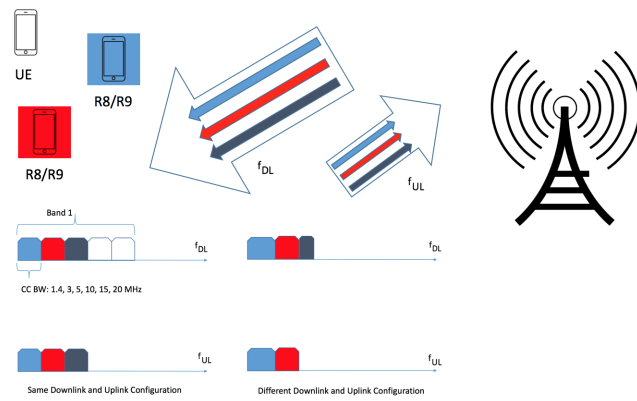 UE
R8/R9
R8/R9
fDL
fUL
Band 1
fDL
fDL
CC BW: 1.4, 3, 5, 10, 15, 20 MHz
fUL
fUL
Same Downlink and Uplink Configuration
Different Downlink and Uplink Configuration